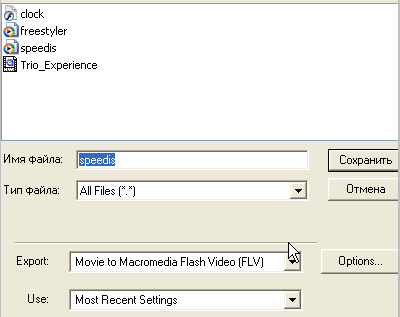 clock
freestyler
speedis
Trio_Experience
Имя файла: speedis Сохранить
Тип файла: All Files (*.*) Отмена
Export: Movie to Macromedia Flash Video (FLV) Options...
Use: Most Recent Settings